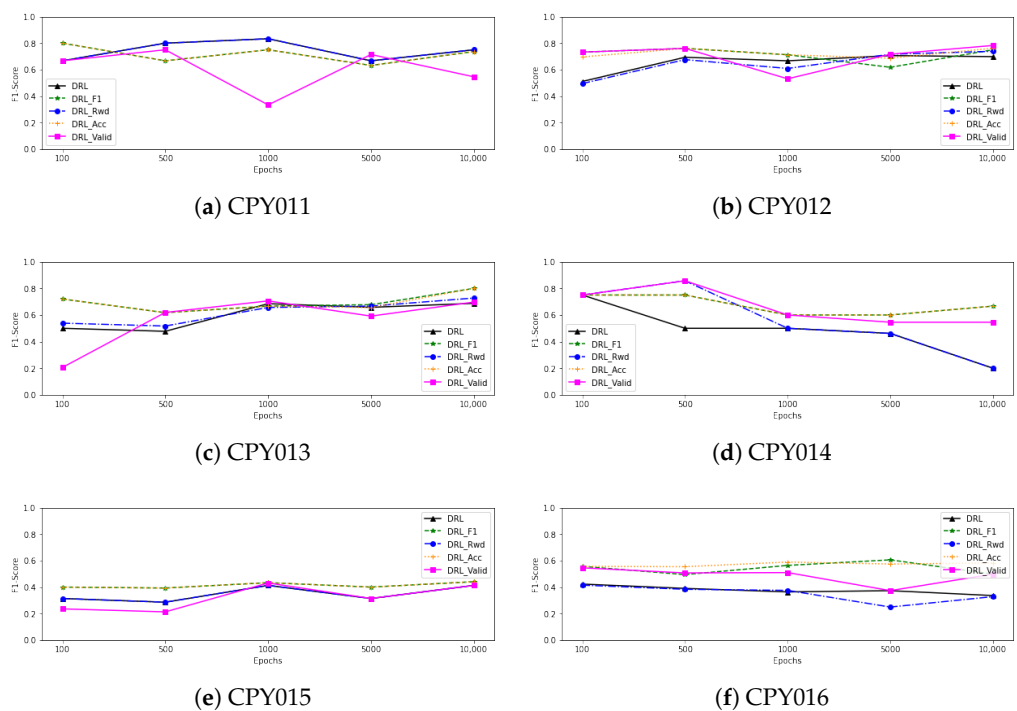 1.0
0.8
0.6
0.4
0.2
0.0
F1-Score
DRL
DRL_F1
DRL_Rwd
DRL_Acc
DRL_Valid
100
500
1000
5000
10,000
Epochs
(a) CPY011
1.0
0.8
0.6
0.4
0.2
0.0
F1-Score
DRL
DRL_F1
DRL_Rwd
DRL_Acc
DRL_Valid
100
500
1000
5000
10,000
Epochs
(b) CPY012
1.0
0.8
0.6
0.4
0.2
0.0
F1-Score
DRL
DRL_F1
DRL_Rwd
DRL_Acc
DRL_Valid
100
500
1000
5000
10,000
Epochs
(c) CPY013
1.0
0.8
0.6
0.4
0.2
0.0
F1-Score
DRL
DRL_F1
DRL_Rwd
DRL_Acc
DRL_Valid
100
500
1000
5000
10,000
Epochs
(d) CPY014
1.0
0.8
0.6
0.4
0.2
0.0
F1-Score
DRL
DRL_F1
DRL_Rwd
DRL_Acc
DRL_Valid
100
500
1000
5000
10,000
Epochs
(e) CPY015
1.0
0.8
0.6
0.4
0.2
0.0
F1-Score
DRL
DRL_F1
DRL_Rwd
DRL_Acc
DRL_Valid
100
500
1000
5000
10,000
Epochs
(f) CPY016